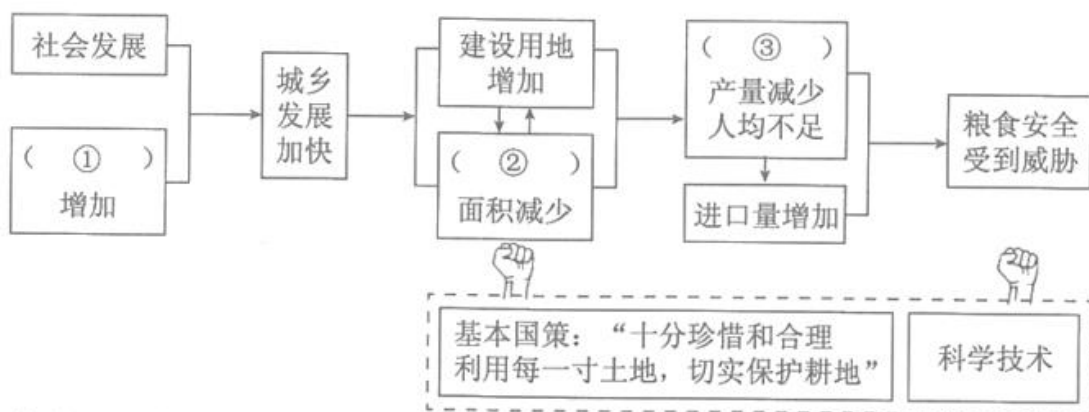 社会发展
( ① )
增加
城乡
发展
加快
建设用地
增加
( ② )
面积减少
( ③ )
产量减少
人均不足
进口量增加
粮食安全
受到威胁
基本国策：“十分珍惜和合理
利用每一寸土地，切实保护耕地”
科学技术